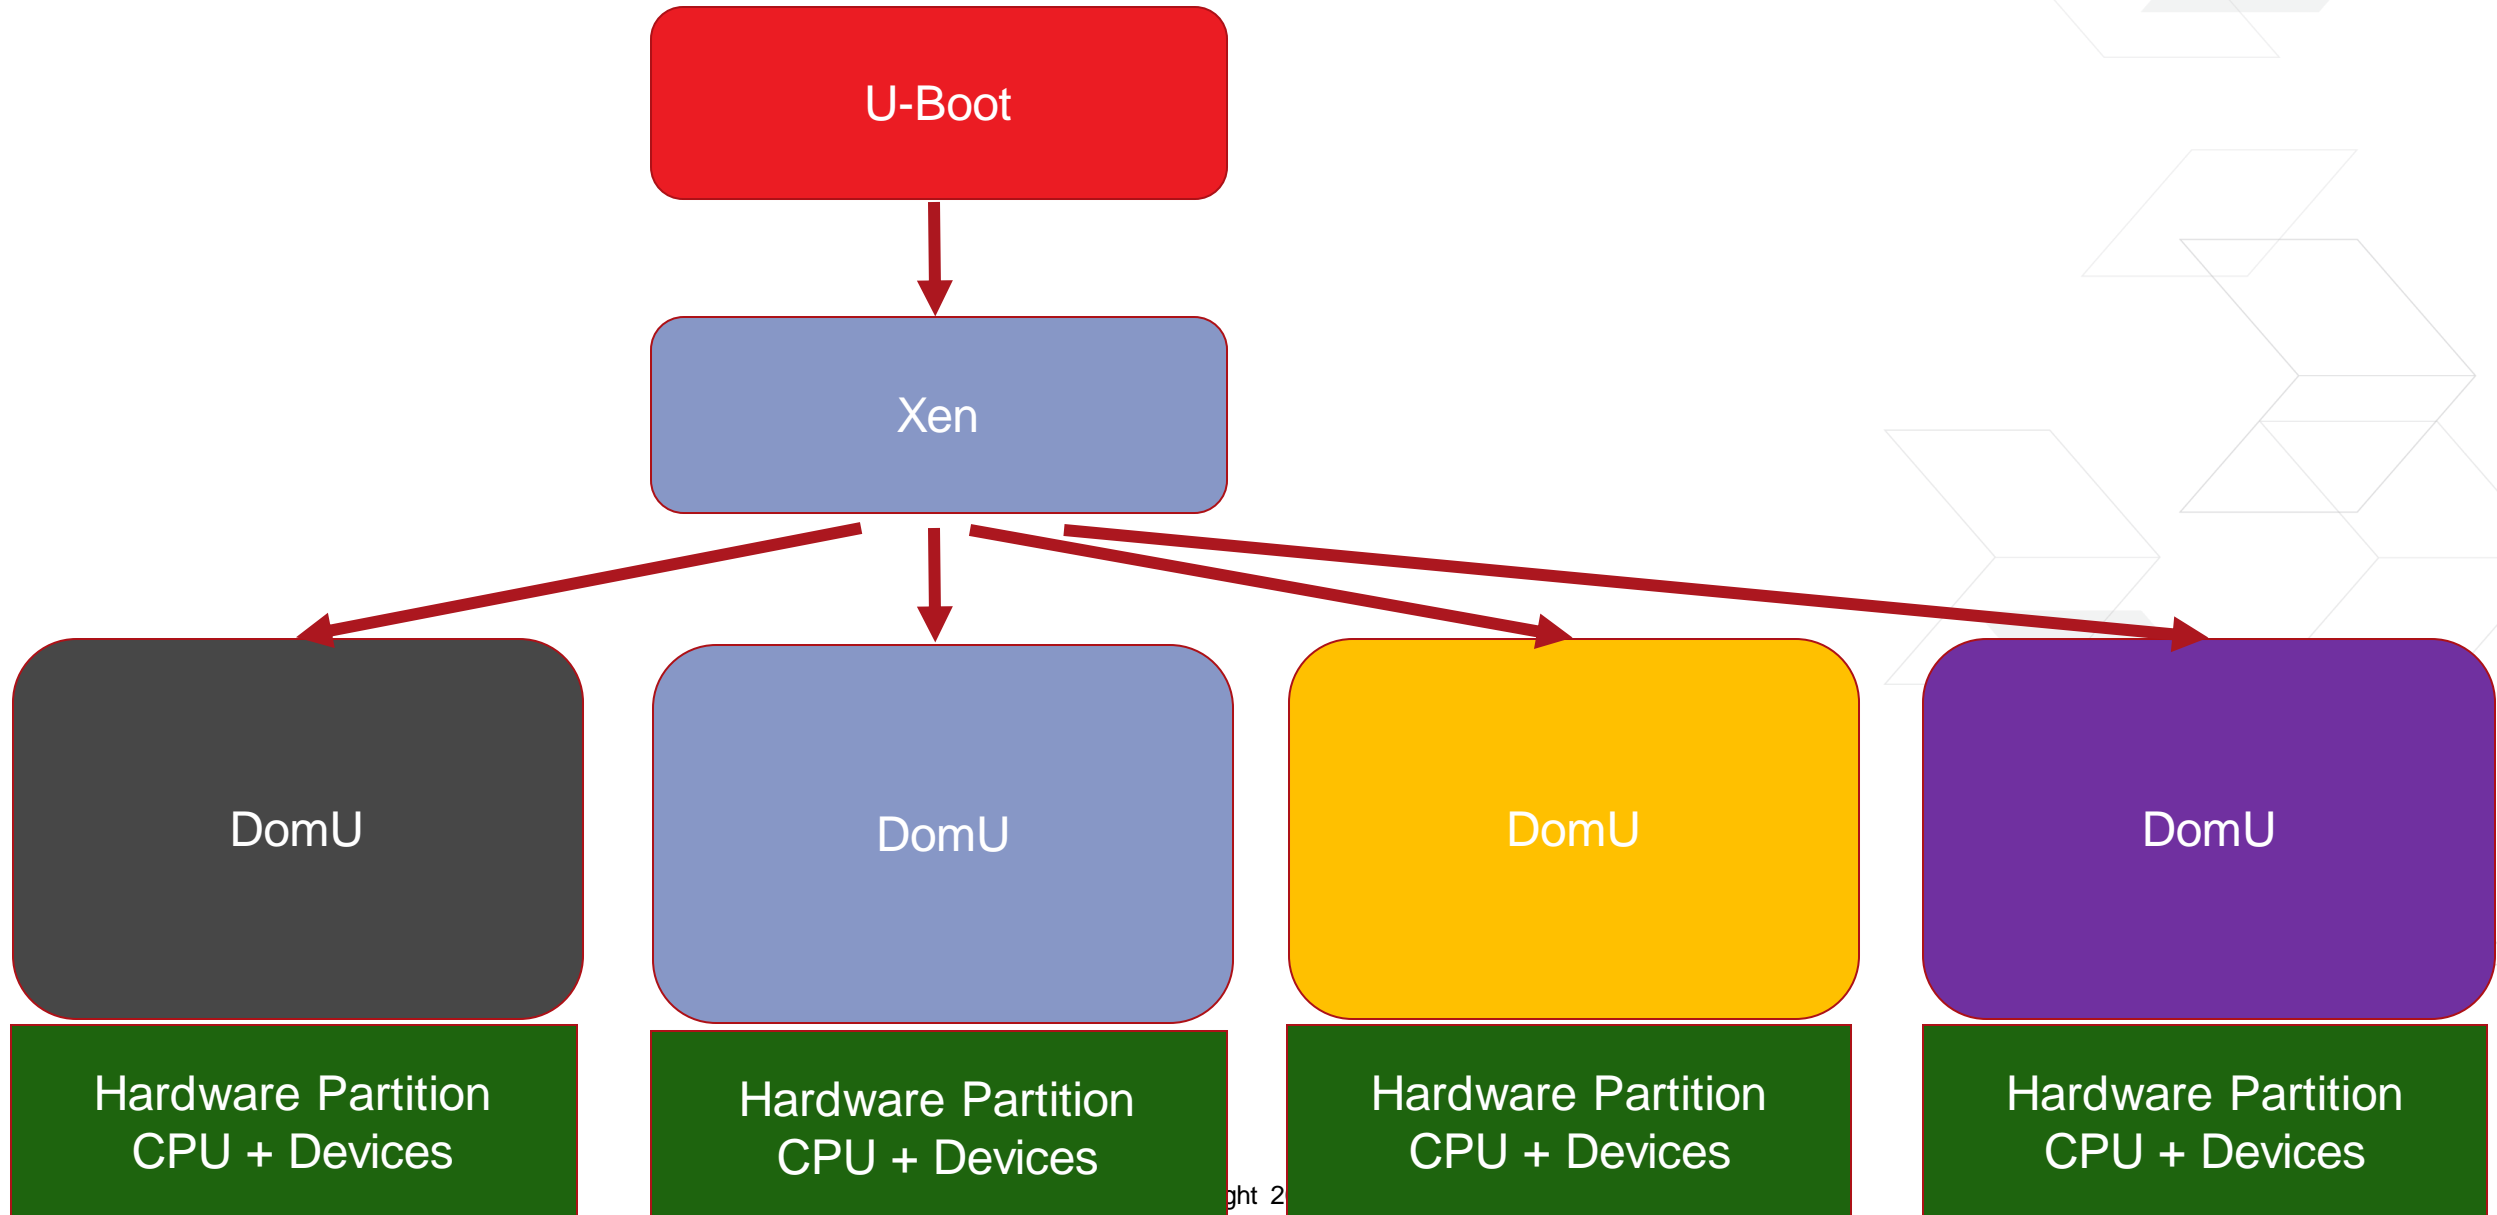 U-Boot
Xen
DomU
DomU
DomU
DomU
Hardware Partition
CPU + Devices
Hardware Partition
CPU + Devices
Hardware Partition
CPU + Devices
Hardware Partition
CPU + Devices